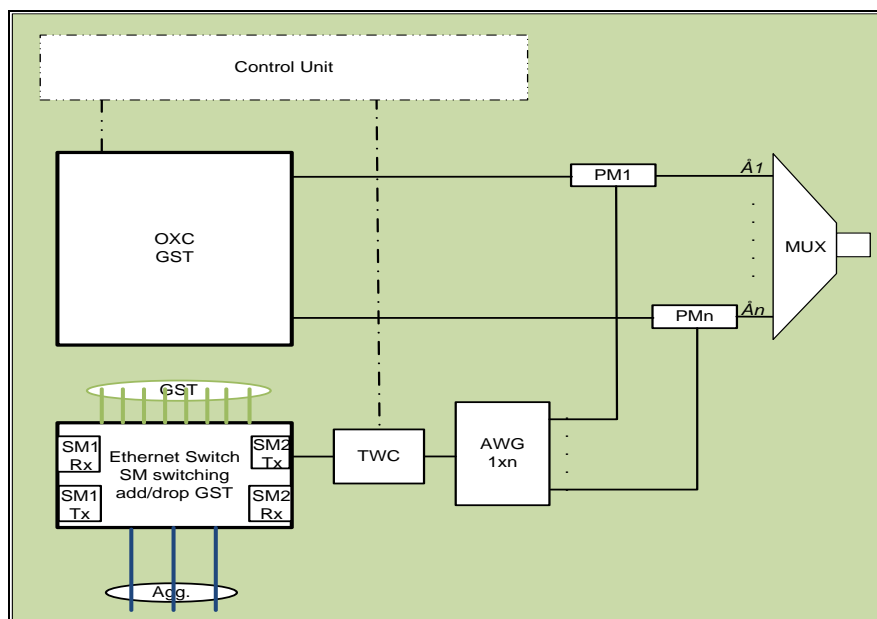 Control Unit
OXC
GST
PM1
Å1
MUX
PMn
Ån
GST
SM1
Rx
Ethernet Switch
SM switching
add/drop GST
SM2
Tx
SM1
Tx
SM2
Rx
TWC
AWG
1xn
Agg.